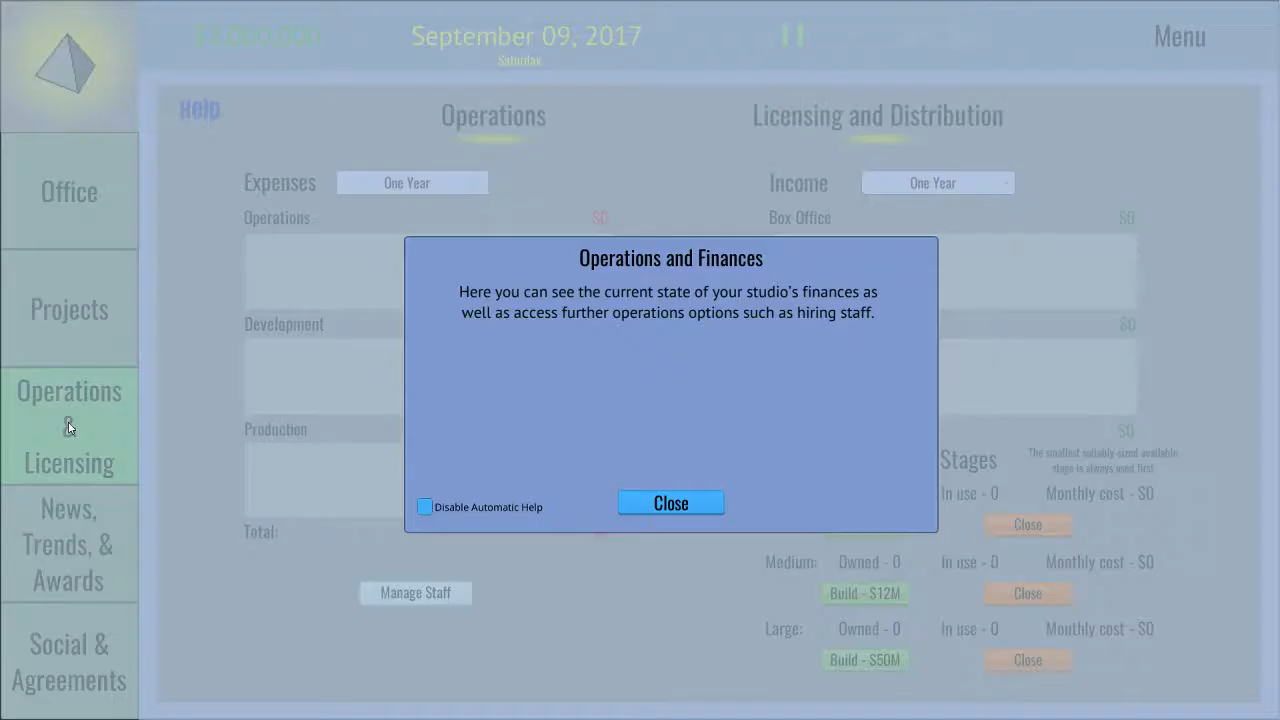 $3,000,000
September 09, 2017
Saturday
Menu
Help
Operations
Licensing and Distribution
Office
Projects
Operations
&
Licensing
News,
Trends, &
Awards
Social &
Agreements
Expenses
One Year
Income
One Year
Operations
$0
Box Office
$0
Operations and Finances
Here you can see the current state of your studio's finances as
well as access further operations options such as hiring staff.
Disable Automatic Help
Close
Development
$0
Production
$0
Total:
Manage Staff
Stages
The smallest suitably-sized available
stage is always used first
In use - 0
Monthly cost - $0
Close
Medium:
Owned - 0
In use - 0
Monthly cost - $0
Build - $12M
Close
Large:
Owned - 0
In use - 0
Monthly cost - $0
Build - $50M
Close